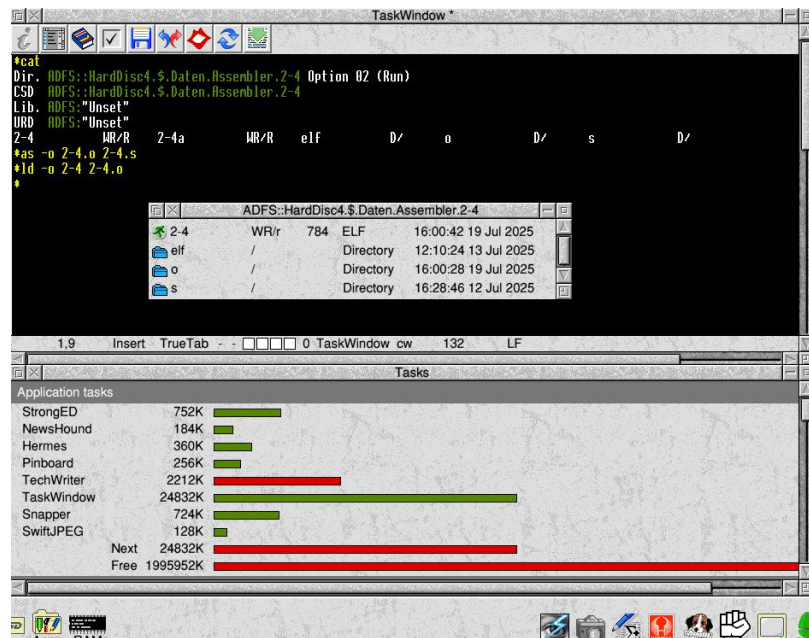 TaskWindow *
*cat
Dir. ADFS::HardDisc4.$.Daten.Assembler.2-4 Option 02 (Run)
CSD ADFS::HardDisc4.$.Daten.Assembler.2-4
Lib. ADFS:"Unset"
URD ADFS:"Unset"
2-4 WR/R 2-4a WR/R elf D/ o D/ s D/
*as -o 2-4.o 2-4.s
*ld -o 2-4 2-4.o
*
ADFS::HardDisc4.$.Daten.Assembler.2-4
2-4 WR/r 784 ELF 16:00:42 19 Jul 2025
elf / Directory 12:10:24 13 Jul 2025
o / Directory 16:00:28 19 Jul 2025
s / Directory 16:28:46 12 Jul 2025
1,9 Insert TrueTab - - 0 TaskWindow cw 132 LF
Tasks
Application tasks
StrongED 752K
NewsHound 184K
Hermes 360K
Pinboard 256K
TechWriter 2212K
TaskWindow 24832K
Snapper 724K
SwiftJPEG 128K
Next 24832K
Free 1995952K